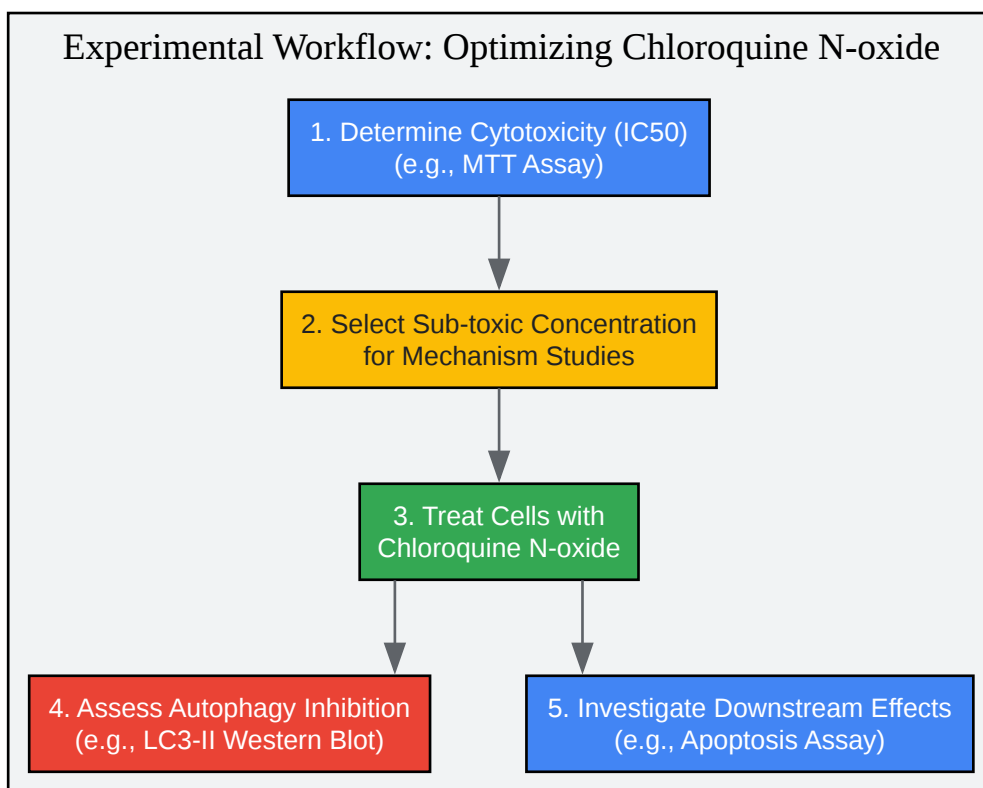 Experimental Workflow: Optimizing Chloroquine N-oxide
1. Determine Cytotoxicity (IC50)
(e.g., MTT Assay)
2. Select Sub-toxic Concentration
for Mechanism Studies
3. Treat Cells with
Chloroquine N-oxide
4. Assess Autophagy Inhibition
(e.g., LC3-II Western Blot)
5. Investigate Downstream Effects
(e.g., Apoptosis Assay)